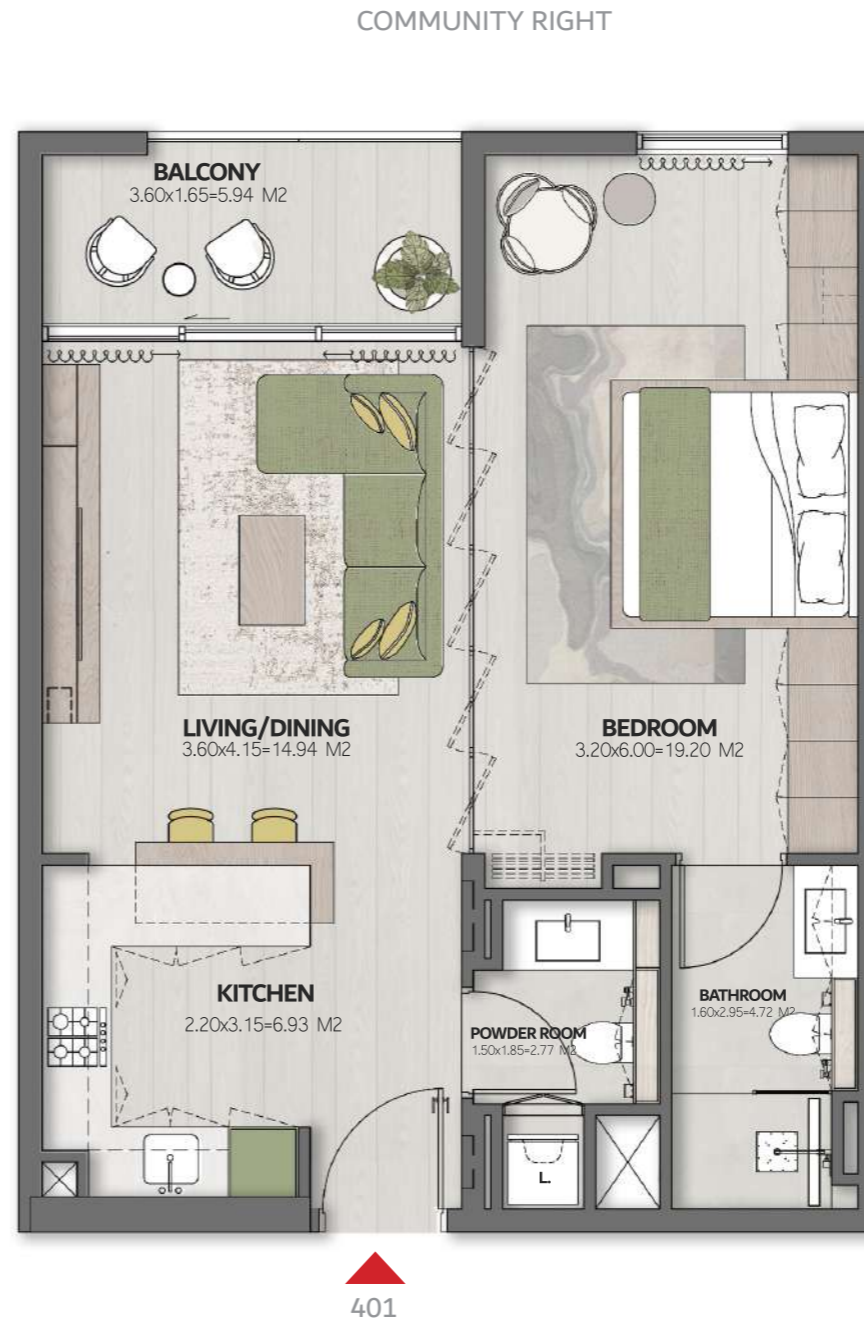 COMMUNITY RIGHT
BALCONY
3.60x1.65=5.94 M2
LIVING/DINING
3.60x4.15=14.94 M2
BEDROOM
3.20x6.00=19.20 M2
KITCHEN
2.20x3.15=6.93 M2
POWDER ROOM
1.50x1.85=2.77 M2
BATHROOM
1.60x2.95=4.72 M2
L.
401